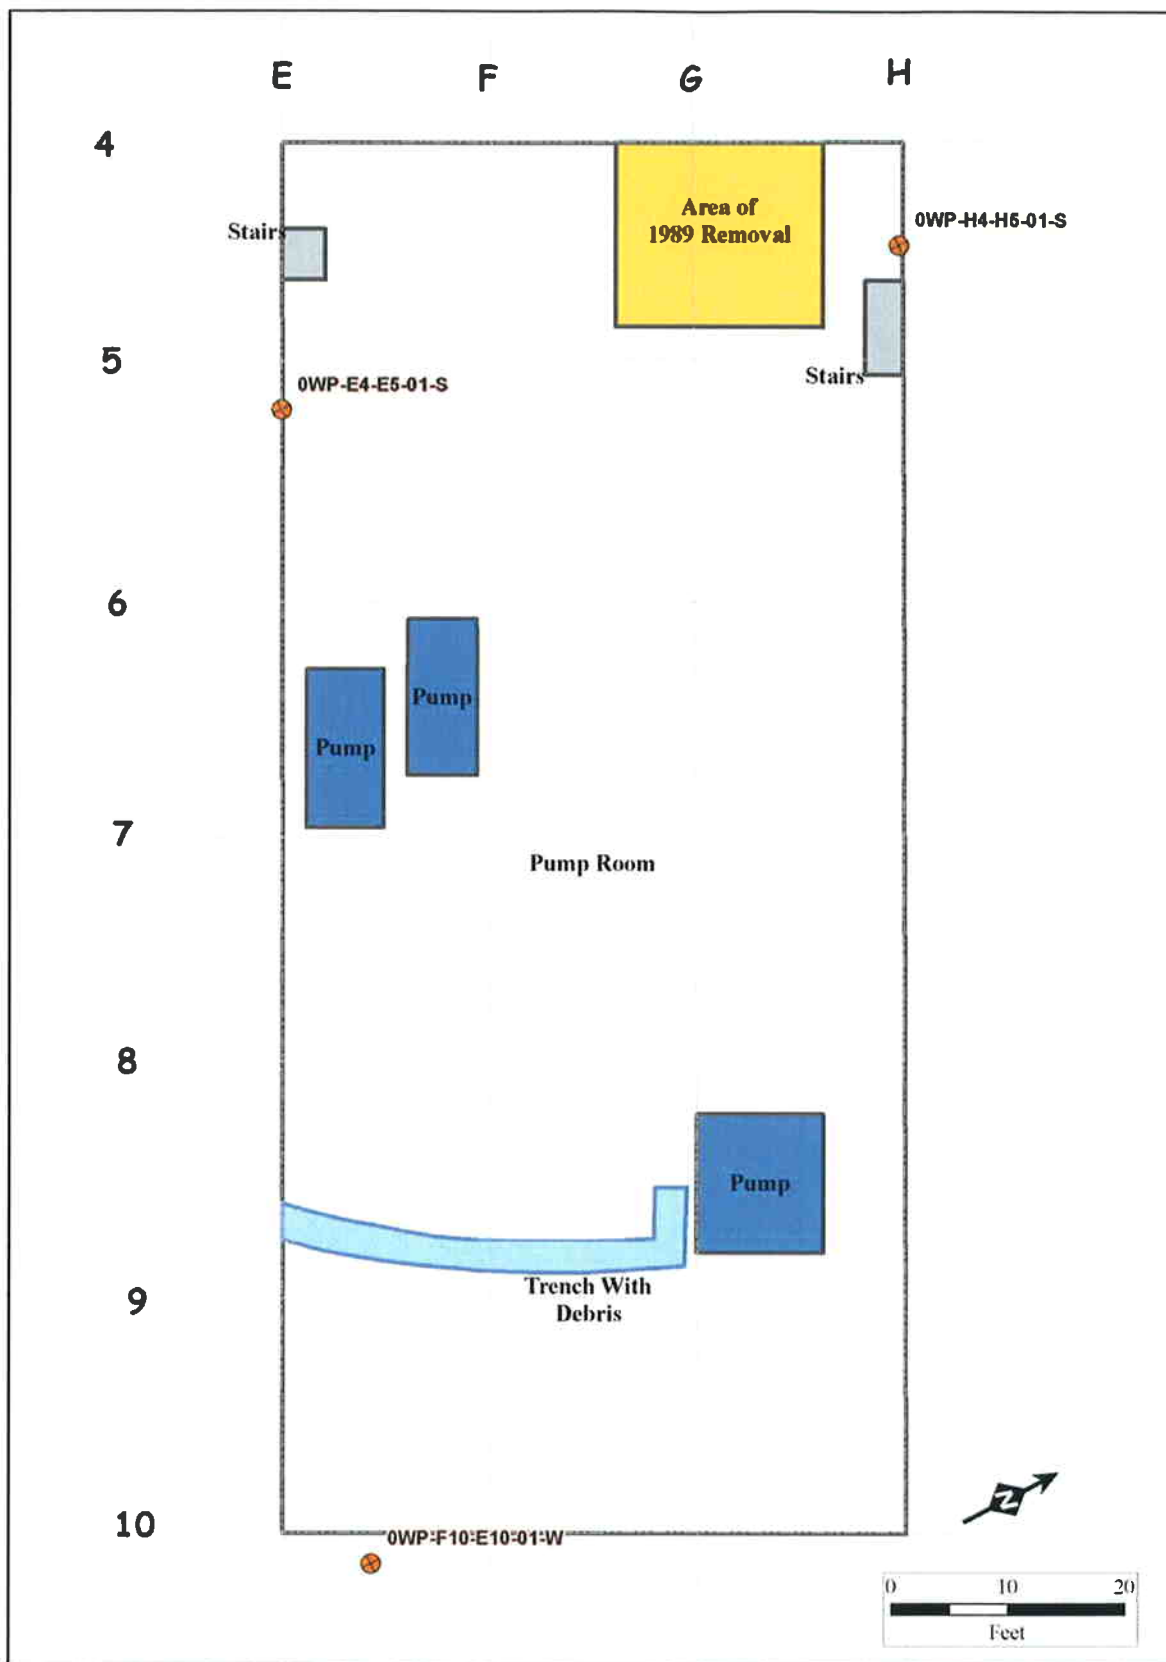 E F G H
4
Area of
1989 Removal
0WP-H4-H5-01-S
Stairs
5
Stairs
0WP-E4-E5-01-S
6
Pump
Pump
7
Pump Room
8
Pump
Trench With
Debris
9
N
10
0WP-F10-E10-01-W
0 10 20
Feet